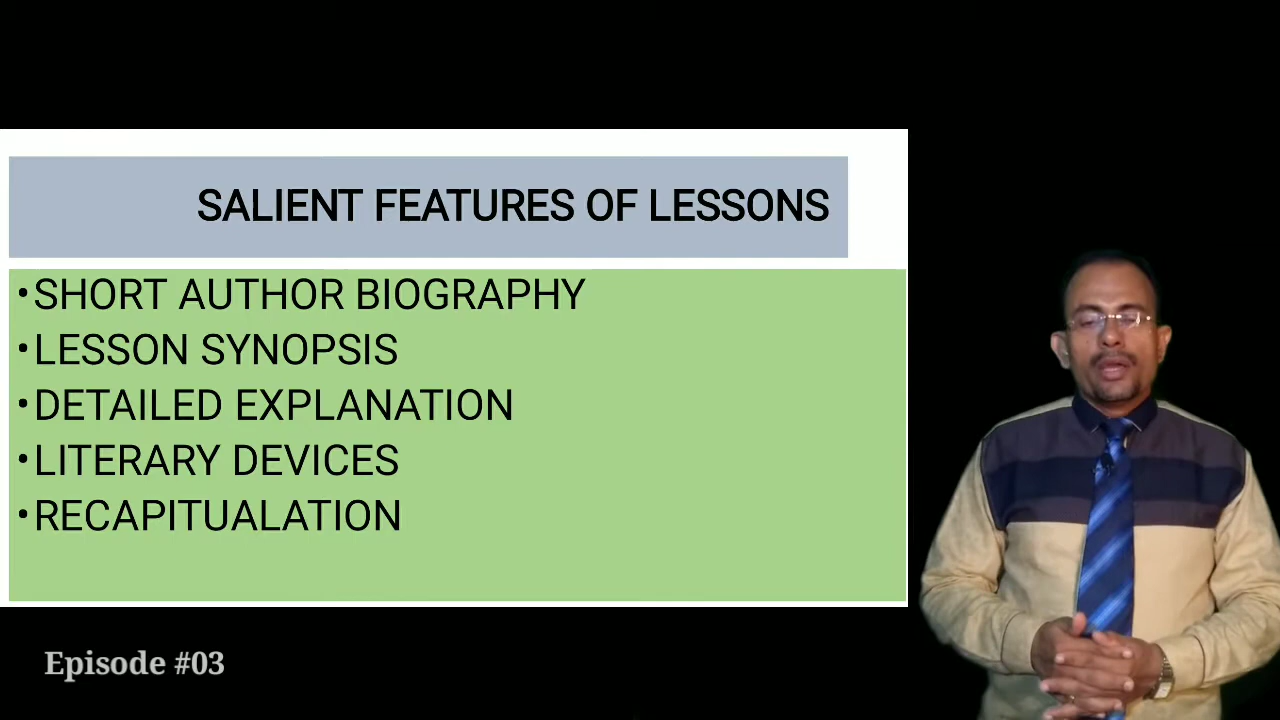 SALIENT FEATURES OF LESSONS
•SHORT AUTHOR BIOGRAPHY
•LESSON SYNOPSIS
•DETAILED EXPLANATION
•LITERARY DEVICES
•RECAPITUALATION
Episode #03